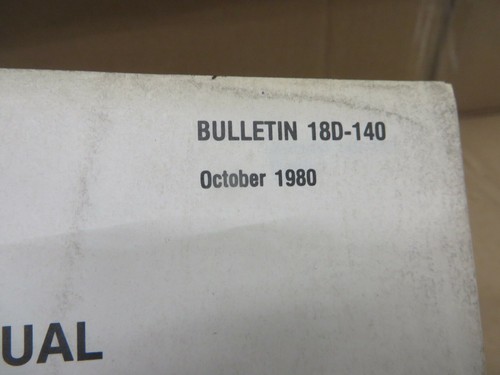 BULLETIN 18D-140
October 1980
UAL